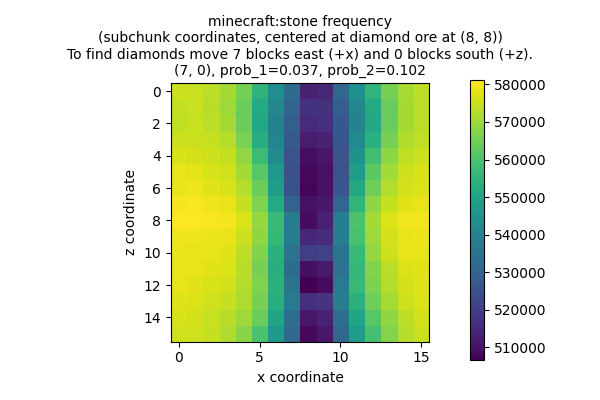 minecraft:stone frequency
(subchunk coordinates, centered at diamond ore at (8, 8))
To find diamonds move 7 blocks east (+x) and 0 blocks south (+z).
(7, 0), prob_1=0.037, prob_2=0.102
580000
570000
560000
550000
540000
530000
520000
510000
z coordinate
0
2
4
6
8
10
12
14
0 5 10 15
x coordinate